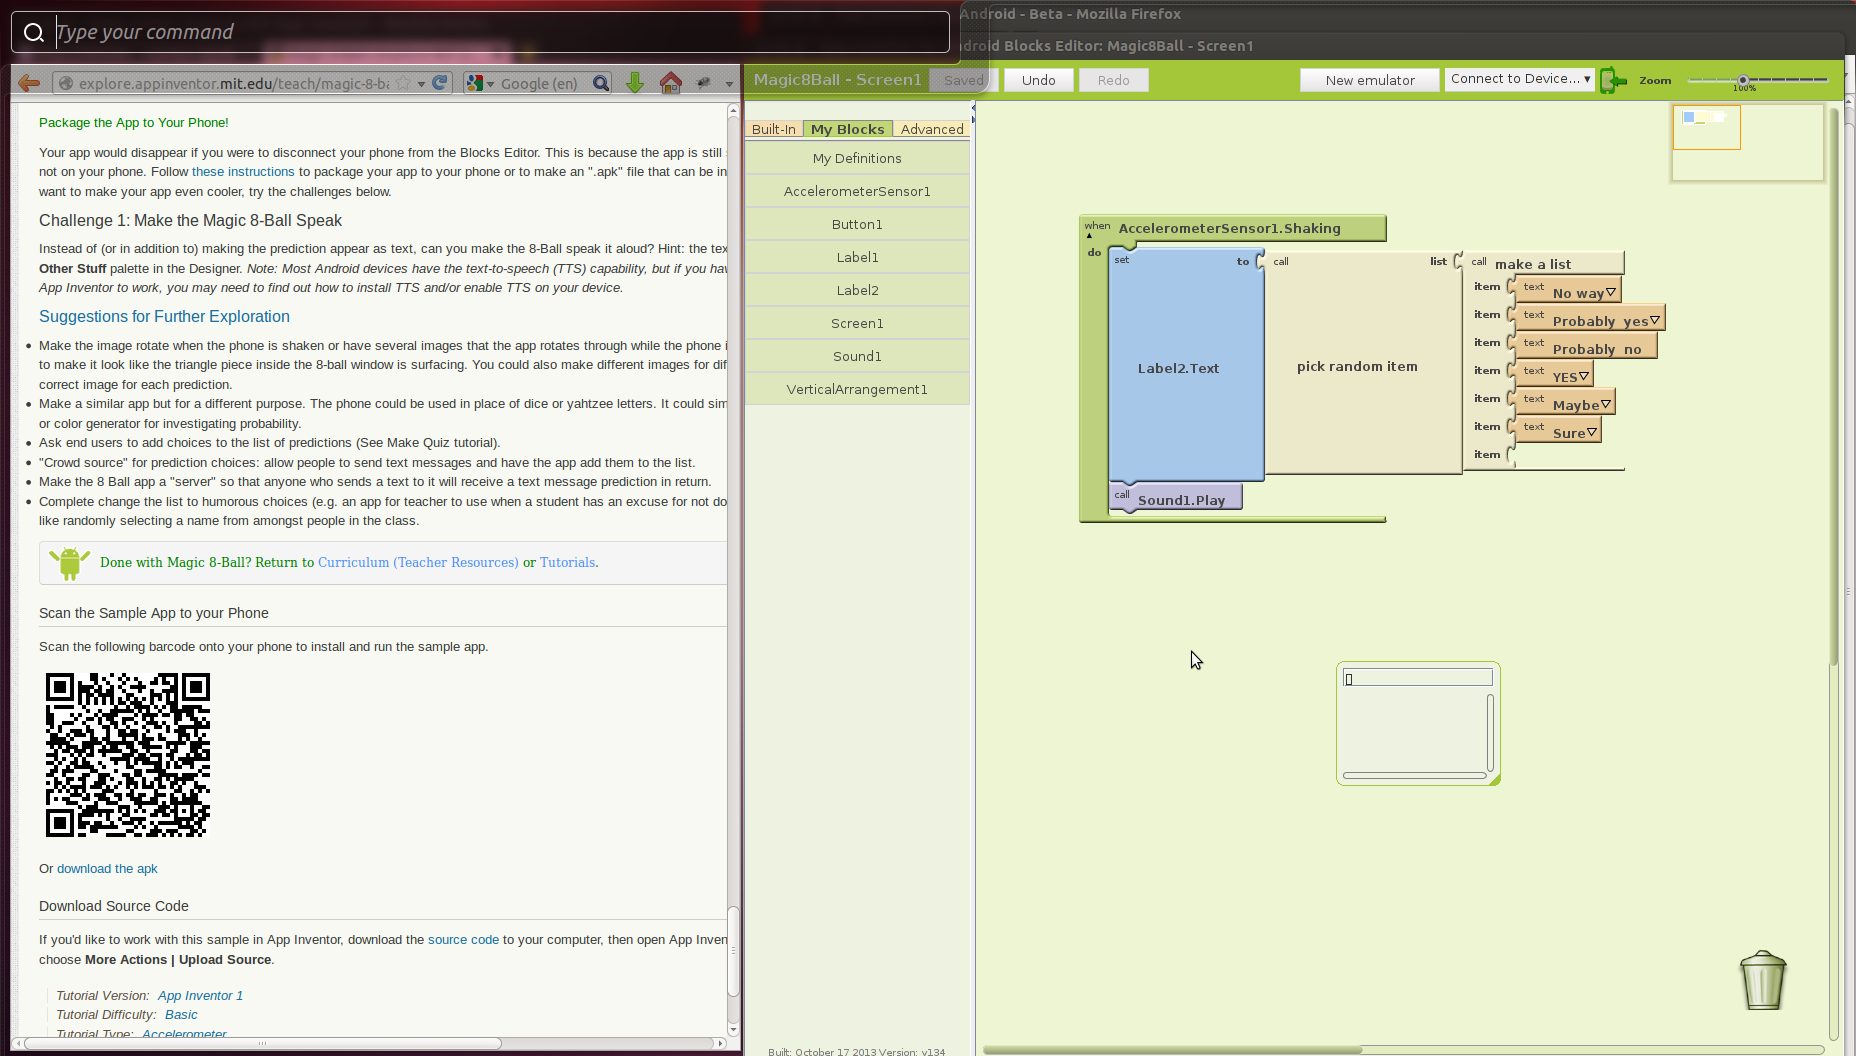 Type your command
Android - Beta - Mozilla Firefox
droid Blocks Editor: Magic8Ball - Screen1
explore.appinventor.mit.edu/teach/magic-8-ba
Google (en)
Magic8Ball - Screen1
Saved
Undo
Redo
New emulator
Connect to Device...
Zoom
100%
Package the App to Your Phone!
Your app would disappear if you were to disconnect your phone from the Blocks Editor. This is because the app is still
not on your phone. Follow these instructions to package your app to your phone or to make an ".apk" file that can be in
want to make your app even cooler, try the challenges below.
Challenge 1: Make the Magic 8-Ball Speak
Instead of (or in addition to) making the prediction appear as text, can you make the 8-Ball speak it aloud? Hint: the tex
Other Stuff palette in the Designer. Note: Most Android devices have the text-to-speech (TTS) capability, but if you hav
App Inventor to work, you may need to find out how to install TTS and/or enable TTS on your device.
Suggestions for Further Exploration
Make the image rotate when the phone is shaken or have several images that the app rotates through while the phone i
to make it look like the triangle piece inside the 8-ball window is surfacing. You could also make different images for dif
correct image for each prediction.
Make a similar app but for a different purpose. The phone could be used in place of dice or yahtzee letters. It could sim
or color generator for investigating probability.
Ask end users to add choices to the list of predictions (See Make Quiz tutorial).
"Crowd source" for prediction choices: allow people to send text messages and have the app add them to the list.
Make the 8 Ball app a "server" so that anyone who sends a text to it will receive a text message prediction in return.
Complete change the list to humorous choices (e.g. an app for teacher to use when a student has an excuse for not do
like randomly selecting a name from amongst people in the class.
Done with Magic 8-Ball? Return to Curriculum (Teacher Resources) or Tutorials.
Scan the Sample App to your Phone
Scan the following barcode onto your phone to install and run the sample app.
Or download the apk
Download Source Code
If you'd like to work with this sample in App Inventor, download the source code to your computer, then open App Inven
choose More Actions | Upload Source.
Tutorial Version: App Inventor 1
Tutorial Difficulty: Basic
Tutorial Type: Accelerometer
Built-In
My Blocks
Advanced
My Definitions
AccelerometerSensor1
Button1
Label1
Label2
Screen1
Sound1
VerticalArrangement1
Built: October 17 2013 Version: v134
when AccelerometerSensor1.Shaking
do
set Label2.Text to
call pick random item list
call make a list
item text No way
item text Probably yes
item text Probably no
item text YES
item text Maybe
item text Sure
item
call Sound1.Play